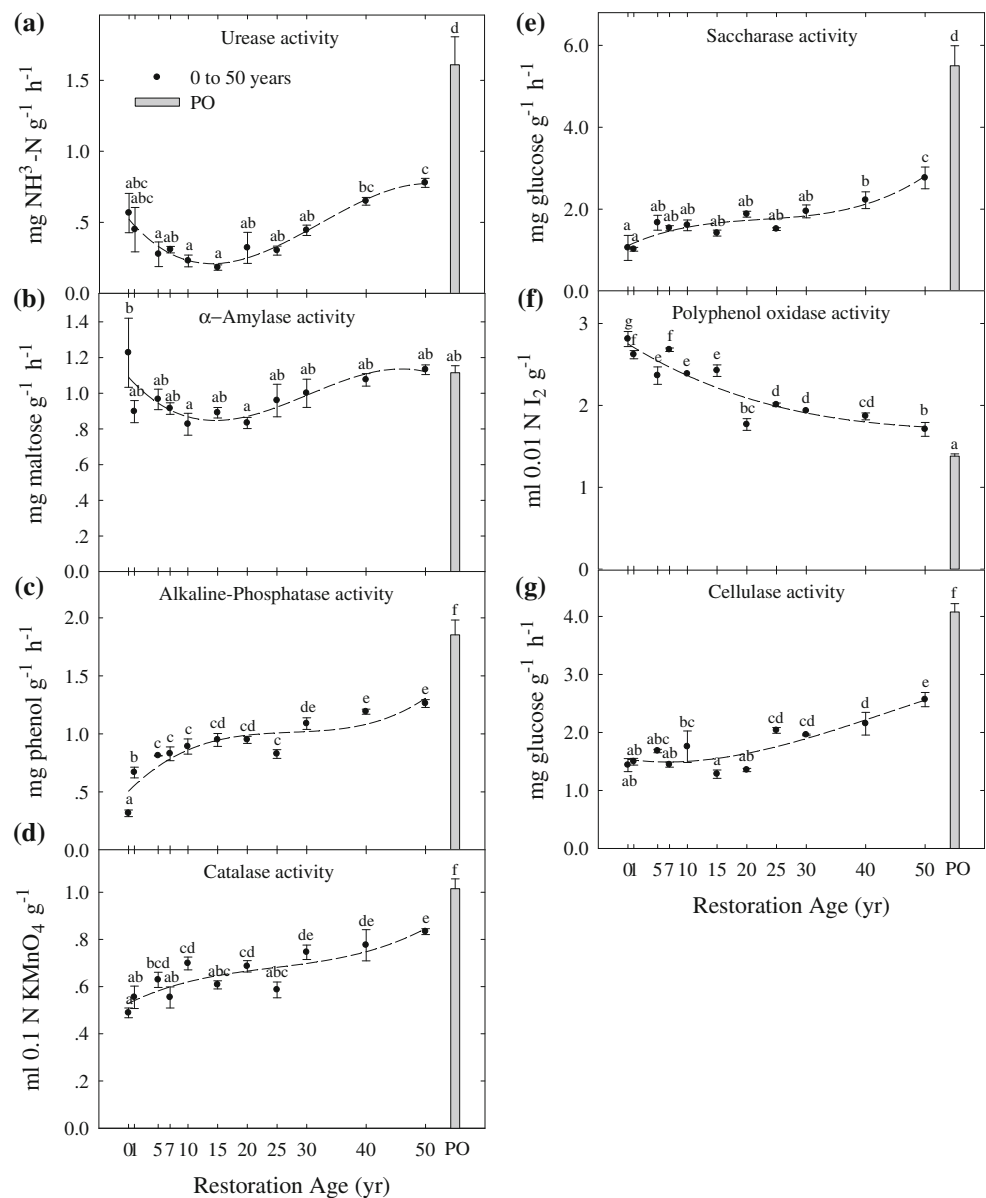 (a)
Urease activity
0 to 50 years
PO
mg NH³-N g⁻¹ h⁻¹
1.5
1.0
.5
0.0
abc
abc
a
ab
a
a
ab
ab
ab
bc
c
d
(b)
α–Amylase activity
mg maltose g⁻¹ h⁻¹
1.4
1.2
1.0
.8
.6
.4
.2
0.0
b
ab
ab
ab
a
ab
a
ab
ab
ab
ab
ab
(c)
Alkaline-Phosphatase activity
mg phenol g⁻¹ h⁻¹
2.0
1.5
1.0
.5
0.0
a
b
c
c
c
cd
cd
c
de
e
e
f
(d)
Catalase activity
ml 0.1 N KMnO₄ g⁻¹
1.0
.8
.6
.4
.2
0.0
a
ab
bcd
ab
cd
abc
cd
abc
de
de
e
f
0 1 5 7 10 15 20 25 30 40 50 PO
Restoration Age (yr)
(e)
Saccharase activity
mg glucose g⁻¹ h⁻¹
6.0
4.0
2.0
0.0
a
a
ab
ab
ab
ab
ab
ab
ab
b
c
d
(f)
Polyphenol oxidase activity
ml 0.01 N I₂ g⁻¹
3
2
1
0
g
f
e
f
e
e
bc
d
d
cd
b
a
(g)
Cellulase activity
mg glucose g⁻¹ h⁻¹
4.0
3.0
2.0
1.0
0.0
ab
ab
abc
ab
bc
a
ab
cd
cd
d
e
f
0 1 5 7 10 15 20 25 30 40 50 PO
Restoration Age (yr)